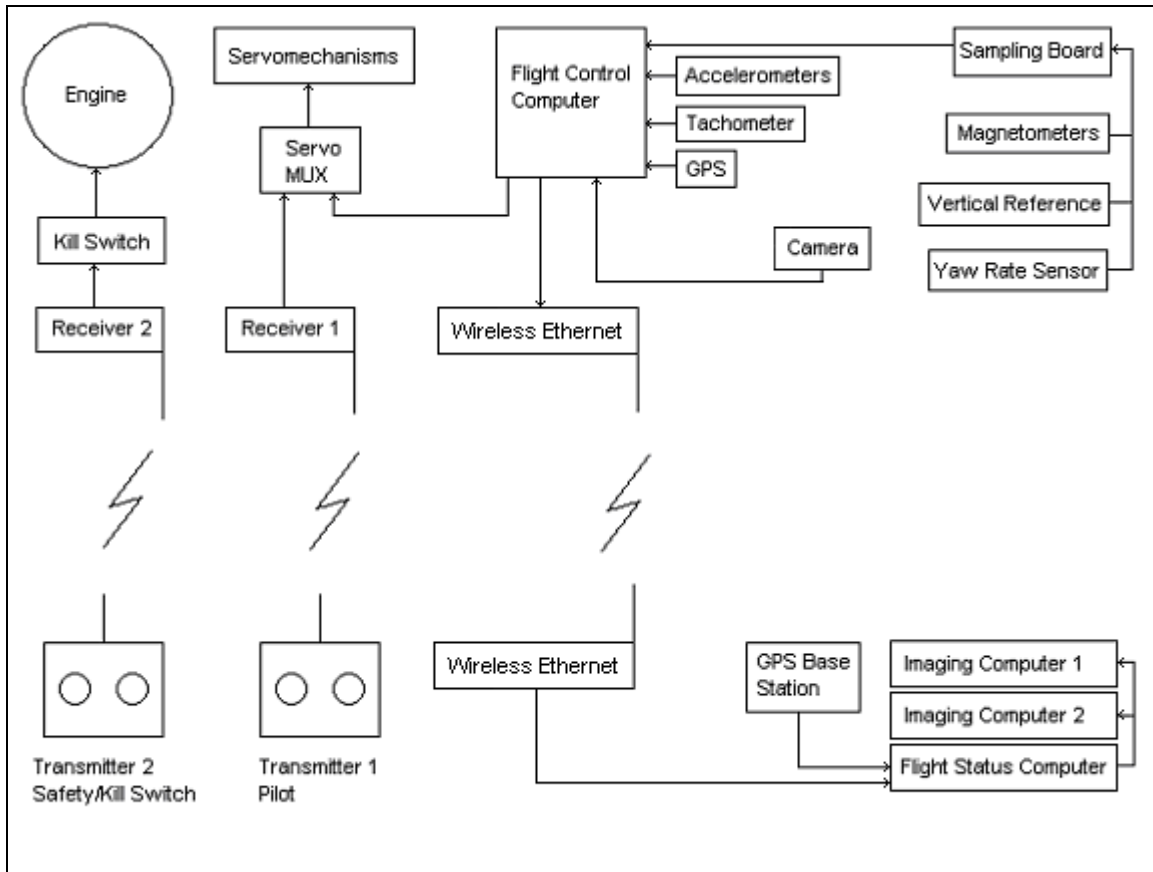 Engine
Servomechanisms
Flight Control
Computer
Accelerometers
Tachometer
GPS
Sampling Board
Magnetometers
Vertical Reference
Yaw Rate Sensor
Servo
MUX
Kill Switch
Camera
Receiver 2
Receiver 1
Wireless Ethernet
Wireless Ethernet
GPS Base
Station
Imaging Computer 1
Imaging Computer 2
Flight Status Computer
Transmitter 2
Safety/Kill Switch
Transmitter 1
Pilot